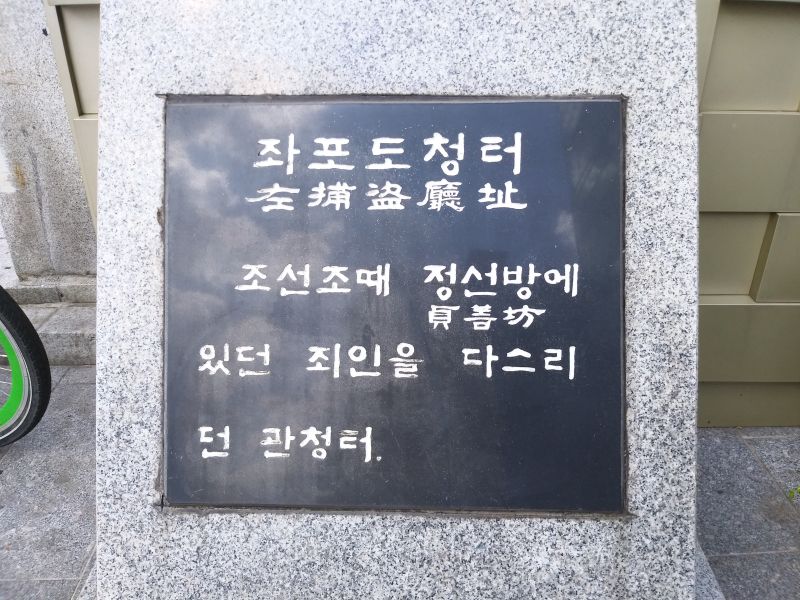 좌포도청터
左捕盜廳址
조선조때 정선방에
貞善坊
있던 죄인을 다스리
던 관청터.